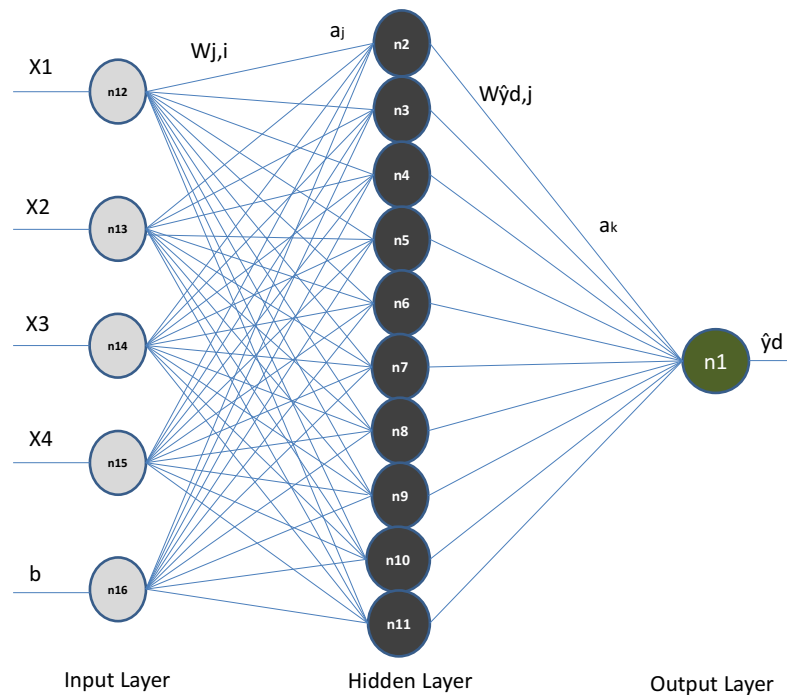 X1
n12
Wj,i
aj
n2
n3
Wŷd,j
n4
X2
n13
n5
ak
n6
X3
n14
n7
n1
ŷd
n8
X4
n15
n9
n10
b
n16
n11
Input Layer
Hidden Layer
Output Layer